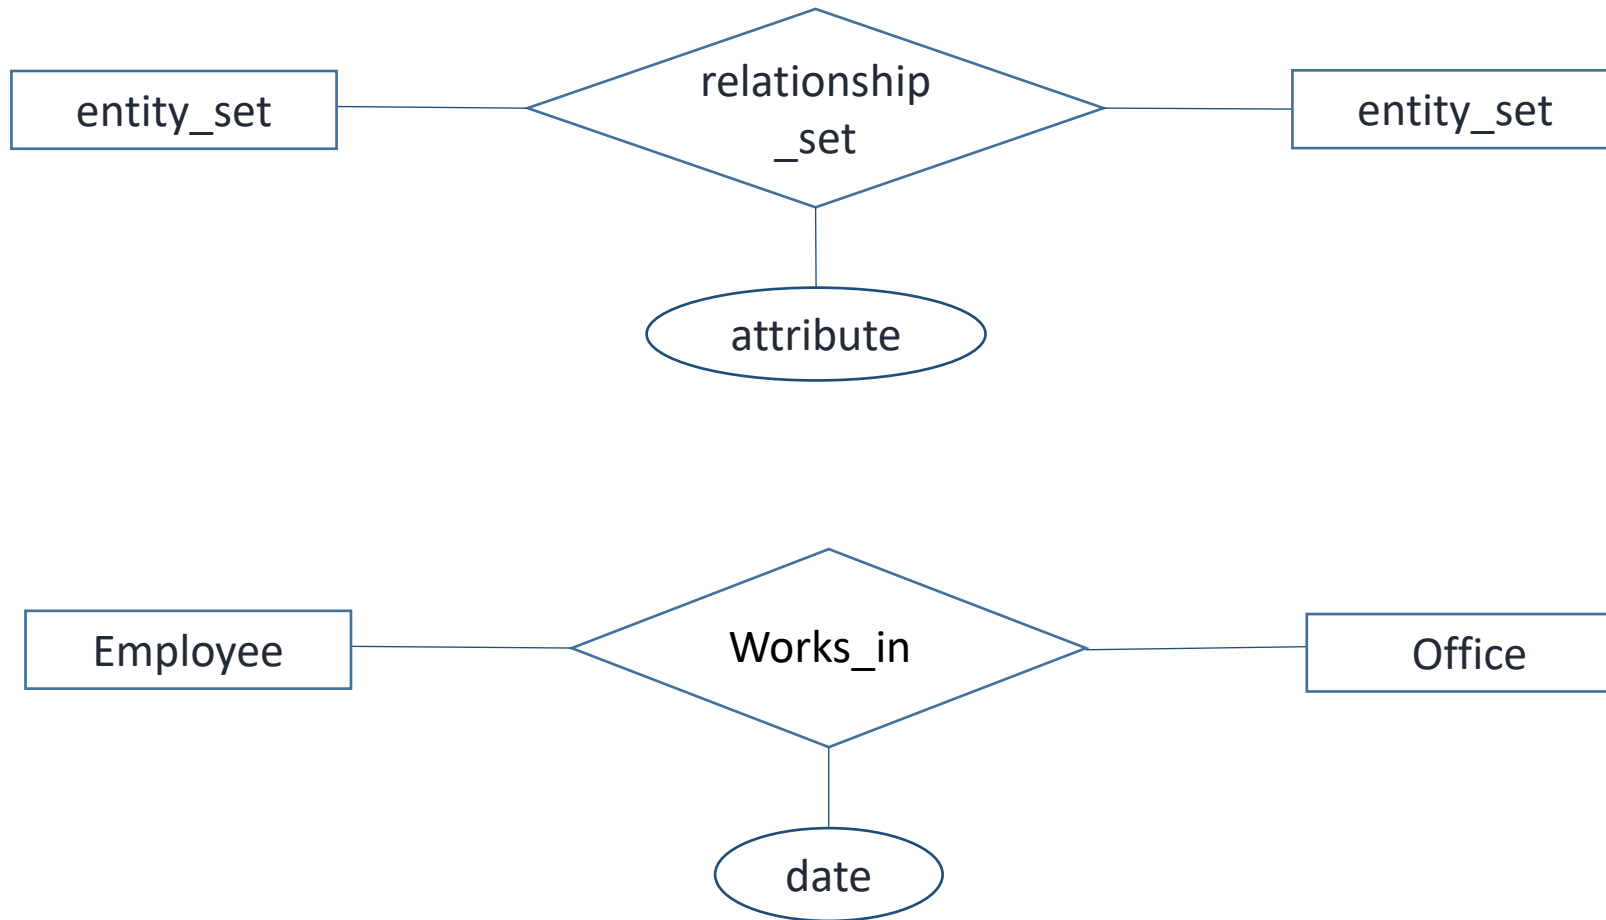 entity_set
relationship
_set
entity_set
attribute
Employee
Works_in
Office
date